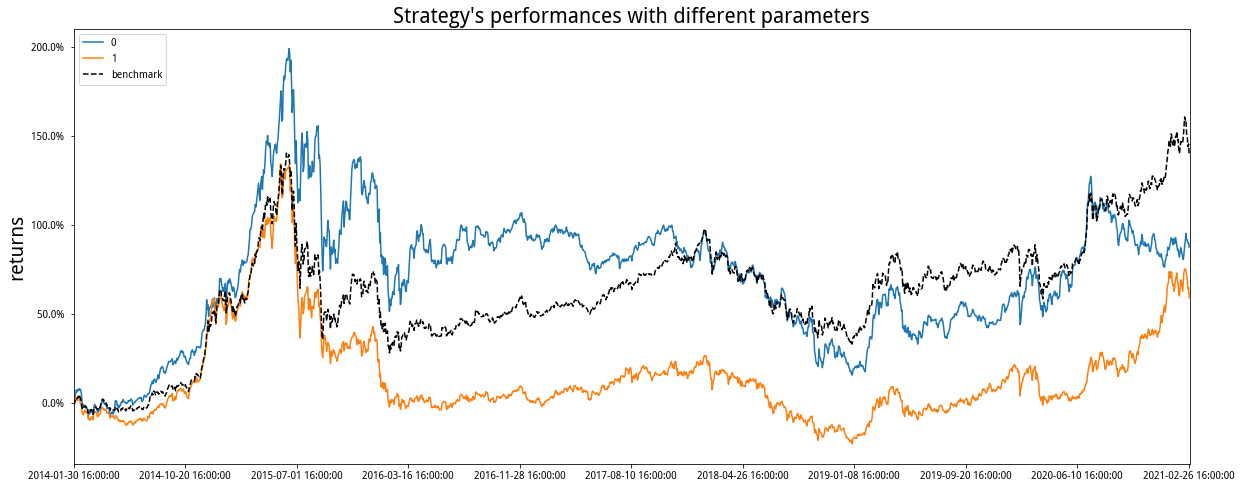 Strategy's performances with different parameters
0
1
benchmark
returns
200.0%
150.0%
100.0%
50.0%
0.0%
2014-01-30 16:00:00 2014-10-20 16:00:00 2015-07-01 16:00:00 2016-03-16 16:00:00 2016-11-28 16:00:00 2017-08-10 16:00:00 2018-04-26 16:00:00 2019-01-08 16:00:00 2019-09-20 16:00:00 2020-06-10 16:00:00 2021-02-26 16:00:00